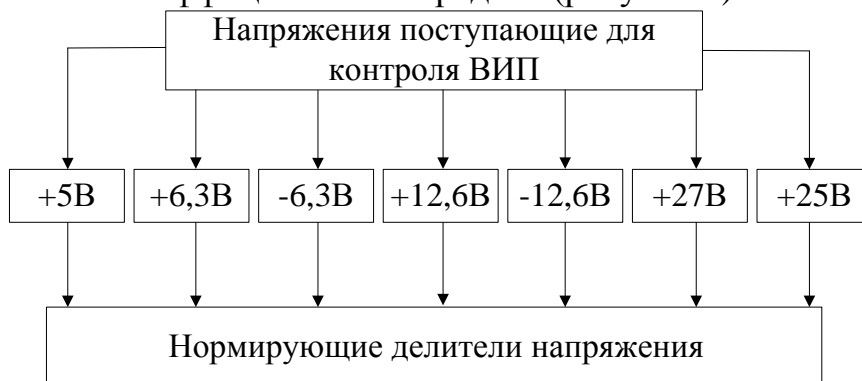 Напряжения поступающие для
контроля ВИП
+5В +6,3В -6,3В +12,6В -12,6В +27В +25В
Нормирующие делители напряжения